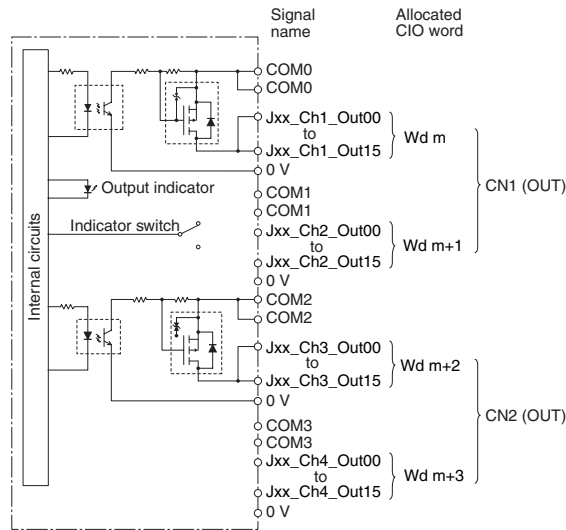 Signal name
Allocated CIO word
COM0
COM0
Jxx_Ch1_Out00
to
Jxx_Ch1_Out15
Wd m
0 V
Output indicator
COM1
COM1
CN1 (OUT)
Indicator switch
Jxx_Ch2_Out00
to
Jxx_Ch2_Out15
Wd m+1
0 V
Internal circuits
COM2
COM2
Jxx_Ch3_Out00
to
Jxx_Ch3_Out15
Wd m+2
0 V
CN2 (OUT)
COM3
COM3
Jxx_Ch4_Out00
to
Jxx_Ch4_Out15
Wd m+3
0 V